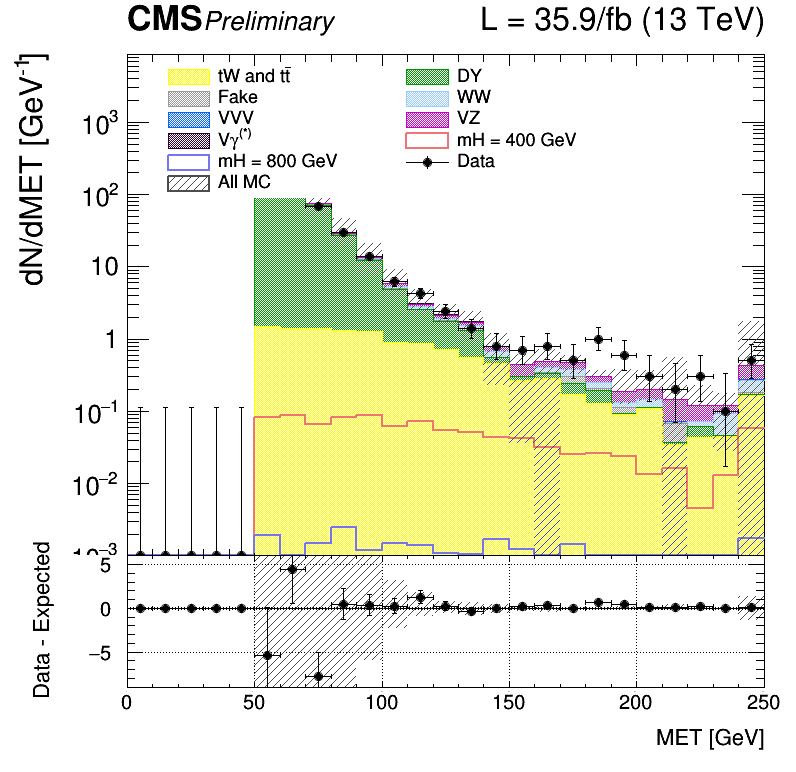 CMS Preliminary L = 35.9/fb (13 TeV)
dN/dMET [GeV⁻¹]
tW and tt̄ DY
Fake WW
VVV VZ
Vγ(*) mH = 400 GeV
mH = 800 GeV Data
All MC
10³
10²
10
1
10⁻¹
10⁻²
10⁻³
Data - Expected
5
0
−5
0 50 100 150 200 250
MET [GeV]